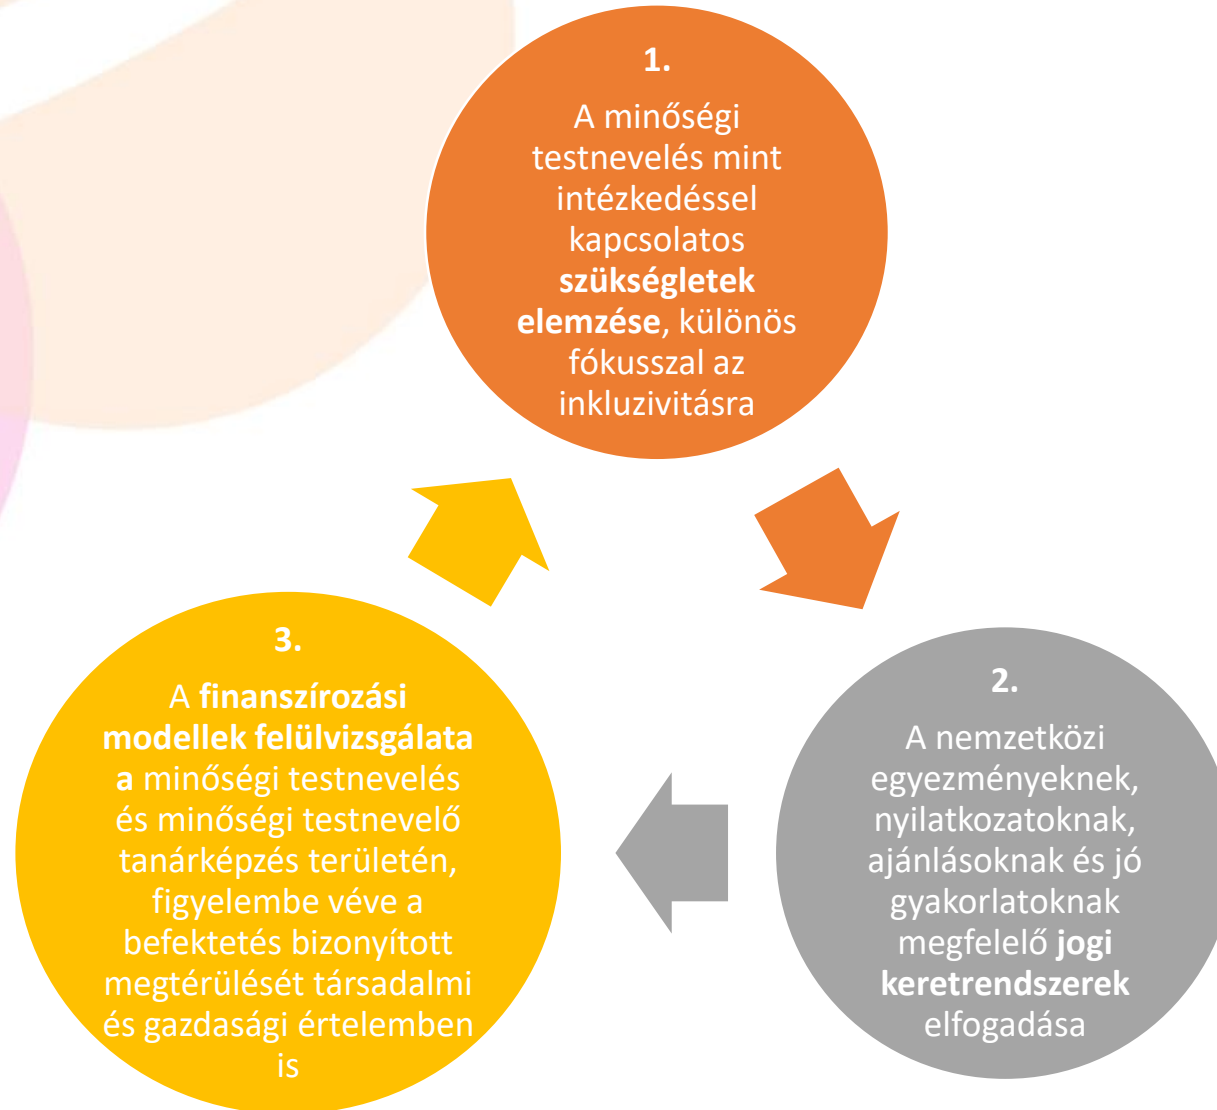 1.
A minőségi
testnevelés mint
intézkedéssel
kapcsolatos
szükségletek
elemzése, különös
fókusszal az
inkluzivitásra
2.
A nemzetközi
egyezményeknek,
nyilatkozatoknak,
ajánlásoknak és jó
gyakorlatoknak
megfelelő jogi
keretrendszerek
elfogadása
3.
A finanszírozási
modellek felülvizsgálata
a minőségi testnevelés
és minőségi testnevelő
tanárképzés területén,
figyelembe véve a
befektetés bizonyított
megtérülését társadalmi
és gazdasági értelemben
is